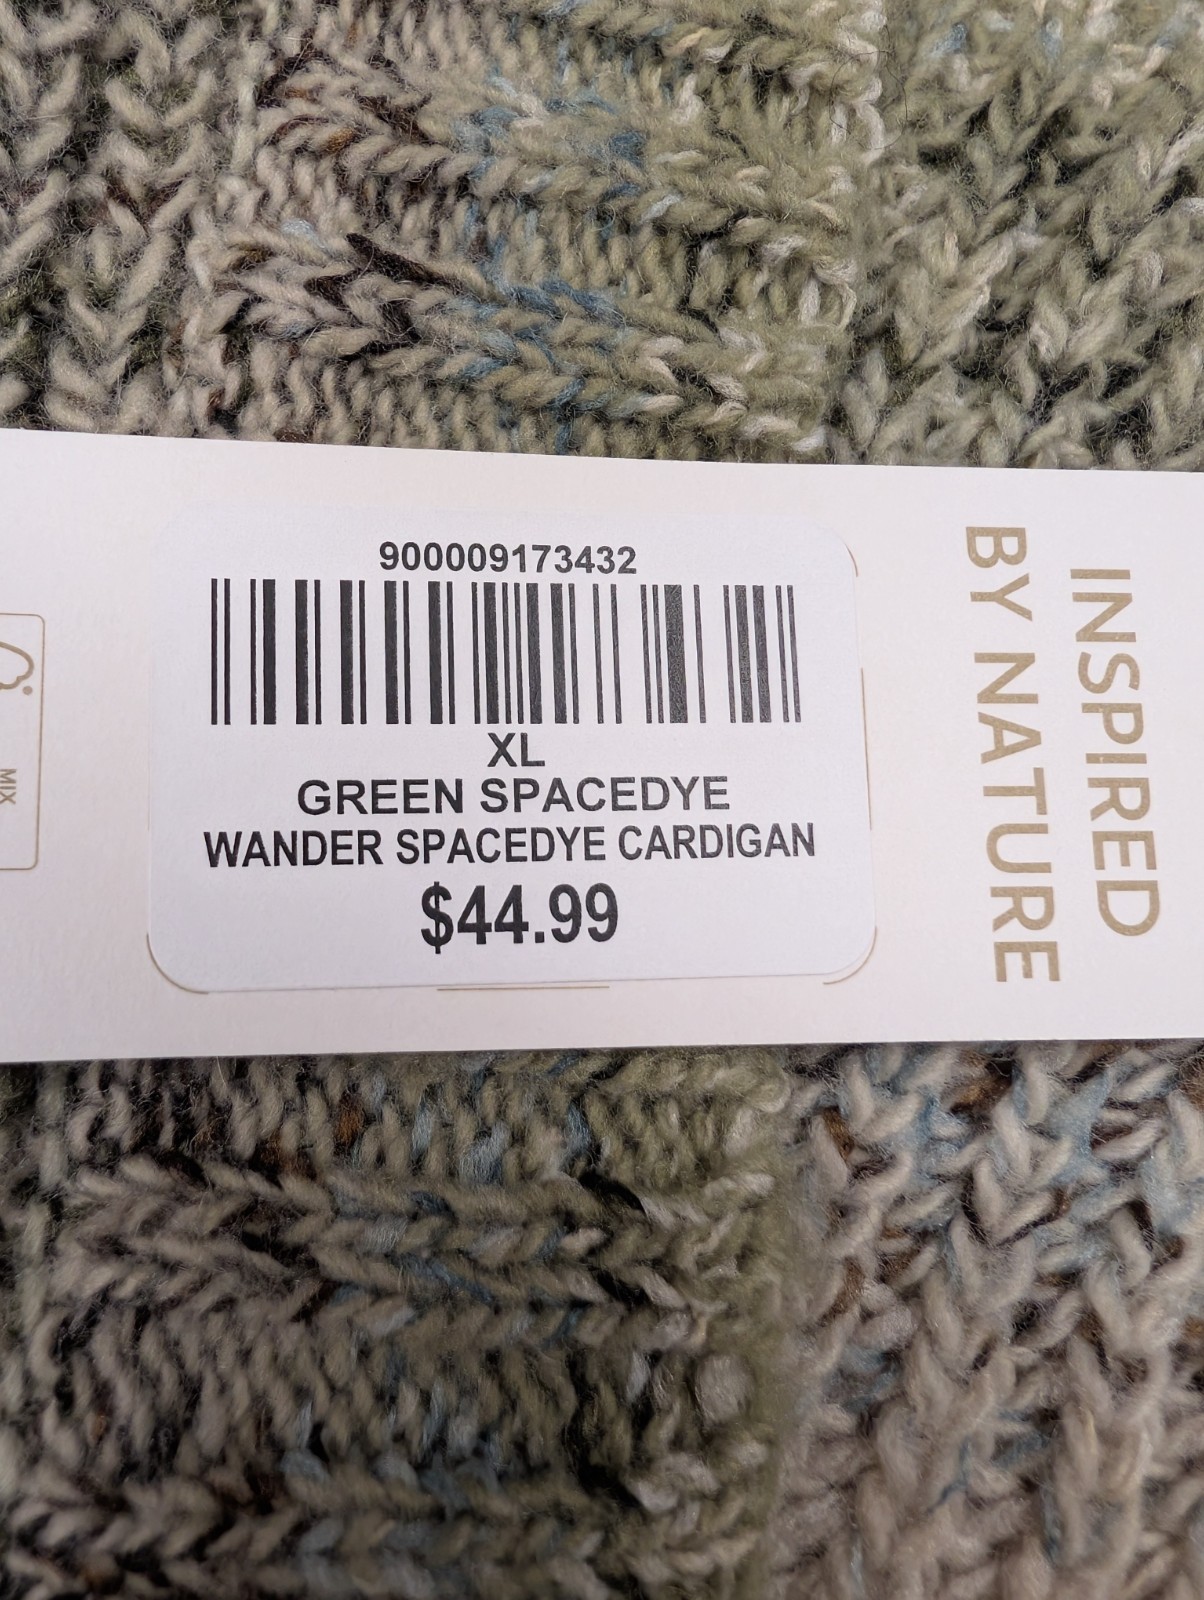 900009173432
XL
GREEN SPACEDYE
WANDER SPACEDYE CARDIGAN
$44.99
INSPIRED
BY NATURE
MIX